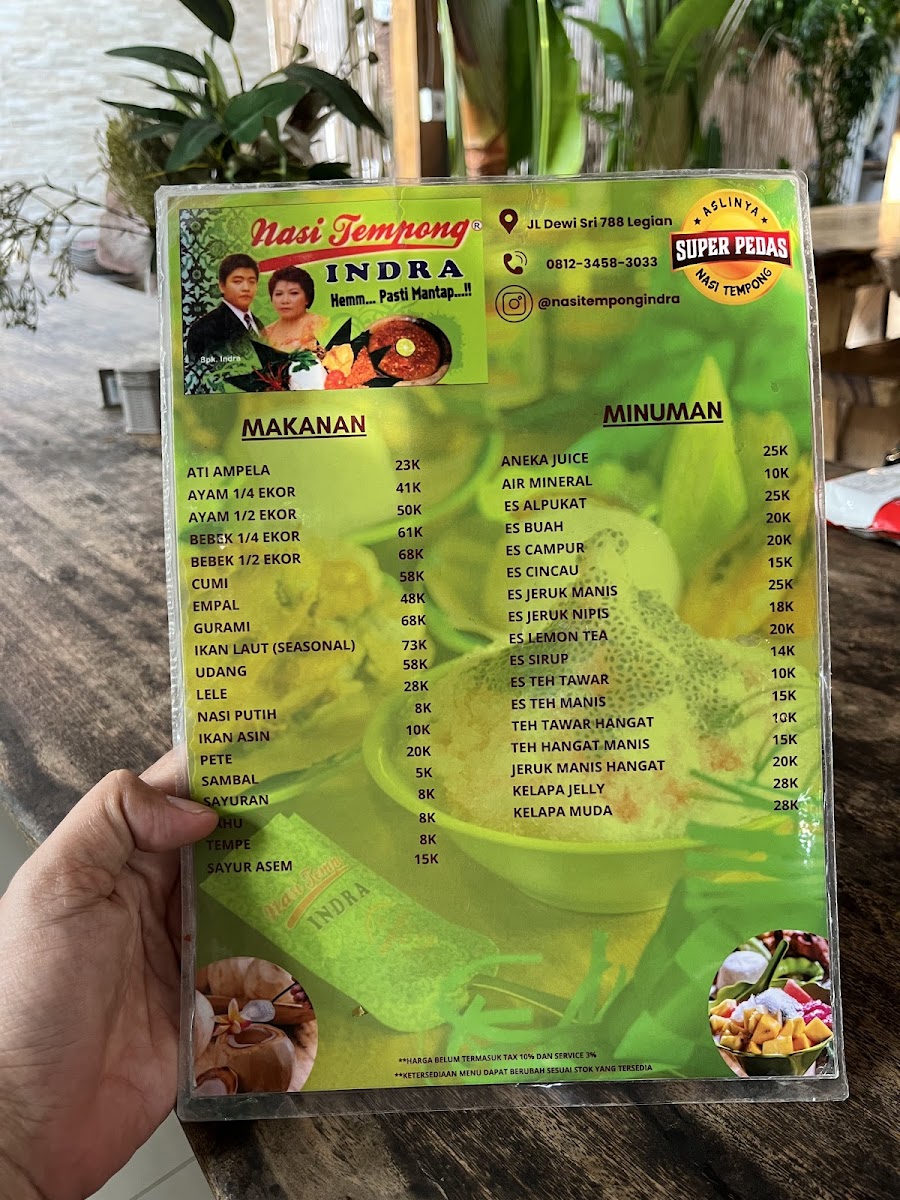 Nasi Tempong®
INDRA
Hemm... Pasti Mantap...!!
Bpk. Indra
JL Dewi Sri 788 Legian
0812-3458-3033
@nasitempongindra
ASLINYA
SUPER PEDAS
NASI TEMPONG
MAKANAN
ATI AMPELA 23K
AYAM 1/4 EKOR 41K
AYAM 1/2 EKOR 50K
BEBEK 1/4 EKOR 61K
BEBEK 1/2 EKOR 68K
CUMI 58K
EMPAL 48K
GURAMI 68K
IKAN LAUT (SEASONAL) 73K
UDANG 58K
LELE 28K
NASI PUTIH 8K
IKAN ASIN 10K
PETE 20K
SAMBAL 5K
SAYURAN 8K
AHU 8K
TEMPE 8K
SAYUR ASEM 15K
MINUMAN
ANEKA JUICE 25K
AIR MINERAL 10K
ES ALPUKAT 25K
ES BUAH 20K
ES CAMPUR 20K
ES CINCAU 15K
ES JERUK MANIS 25K
ES JERUK NIPIS 18K
ES LEMON TEA 20K
ES SIRUP 14K
ES TEH TAWAR 10K
ES TEH MANIS 15K
TEH TAWAR HANGAT 10K
TEH HANGAT MANIS 15K
JERUK MANIS HANGAT 20K
KELAPA JELLY 28K
KELAPA MUDA 28K
Nasi Temp
INDRA
**HARGA BELUM TERMASUK TAX 10% DAN SERVICE 3%
**KETERSEDIAAN MENU DAPAT BERUBAH SESUAI STOK YANG TERSEDIA